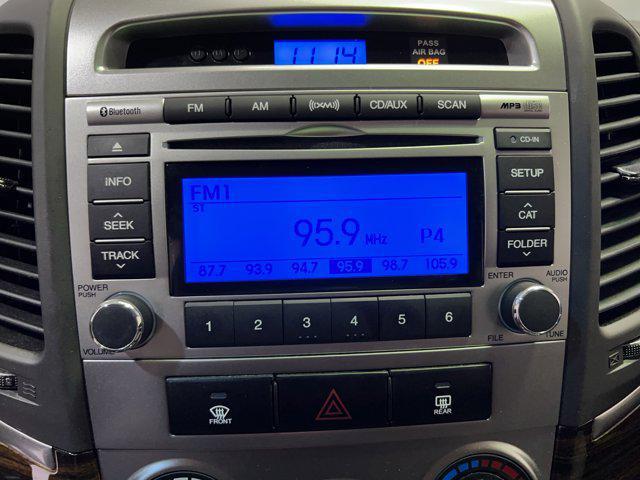 11:14
PASS
AIR BAG
OFF
Bluetooth
FM AM ((XM)) CD/AUX SCAN
MP3
CD-IN
INFO
SEEK
TRACK
SETUP
CAT
FOLDER
FM1
ST
95.9 MHz P4
87.7 93.9 94.7 95.9 98.7 105.9
POWER
PUSH
VOLUME
ENTER
AUDIO
PUSH
FILE
TUNE
1 2 3 4 5 6
FRONT
REAR